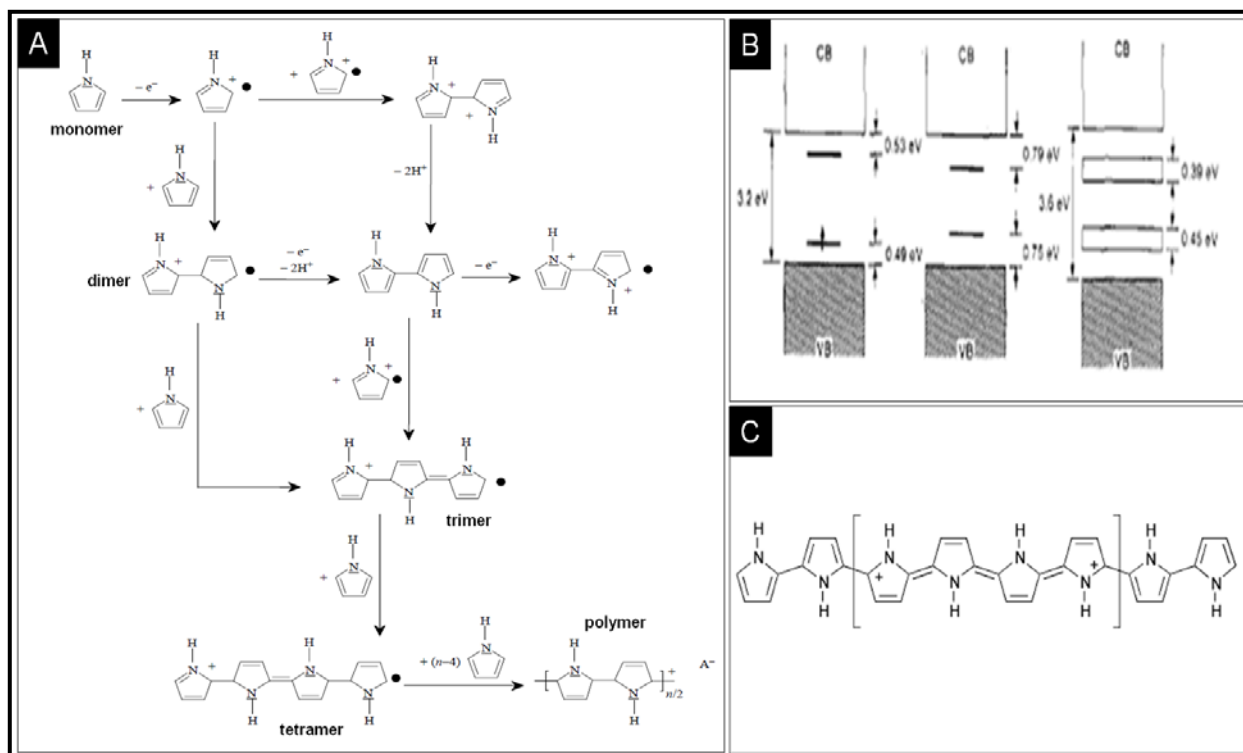 A
H
N
monomer
– e⁻
H
N
+
•
+
H
N
+
•
H
N
+
+
N
H
+
H
N
– 2H⁺
dimer
H
N
+
N
H
•
– e⁻
– 2H⁺
H
N
N
H
– e⁻
H
N
+
N
+
H
•
+
H
N
+
H
N
+
•
H
N
+
N
H
H
N
•
trimer
+
H
N
polymer
H
N
+
N
H
H
N
N
H
•
tetramer
+ (n–4)
H
N
H
N
N
H
+
n/2
A⁻
B
CB
CB
CB
3.2 eV
0.53 eV
0.49 eV
VB
0.79 eV
0.75 eV
VB
3.6 eV
0.39 eV
0.45 eV
VB
C
H
N
N
H
H
N
+
N
H
H
N
+
N
H
H
N
N
H